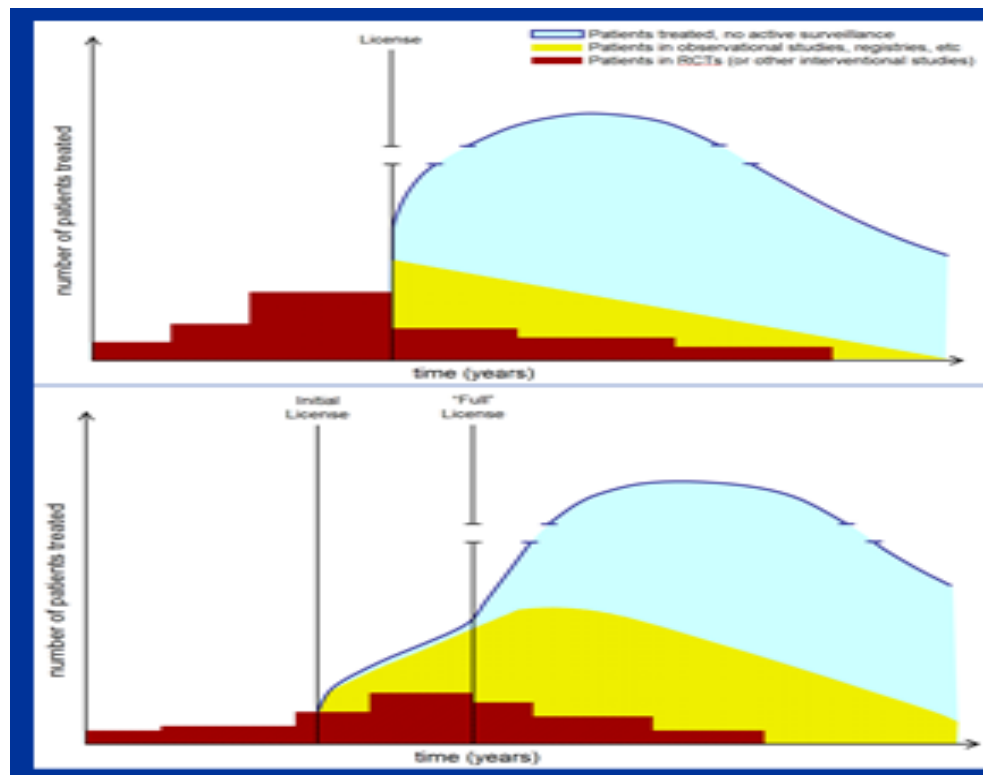 License
Patients treated, no active surveillance
Patients in observational studies, registries, etc
Patients in RCTs (or other interventional studies)
number of patients treated
time (years)
Initial
License
"Full"
License
number of patients treated
time (years)